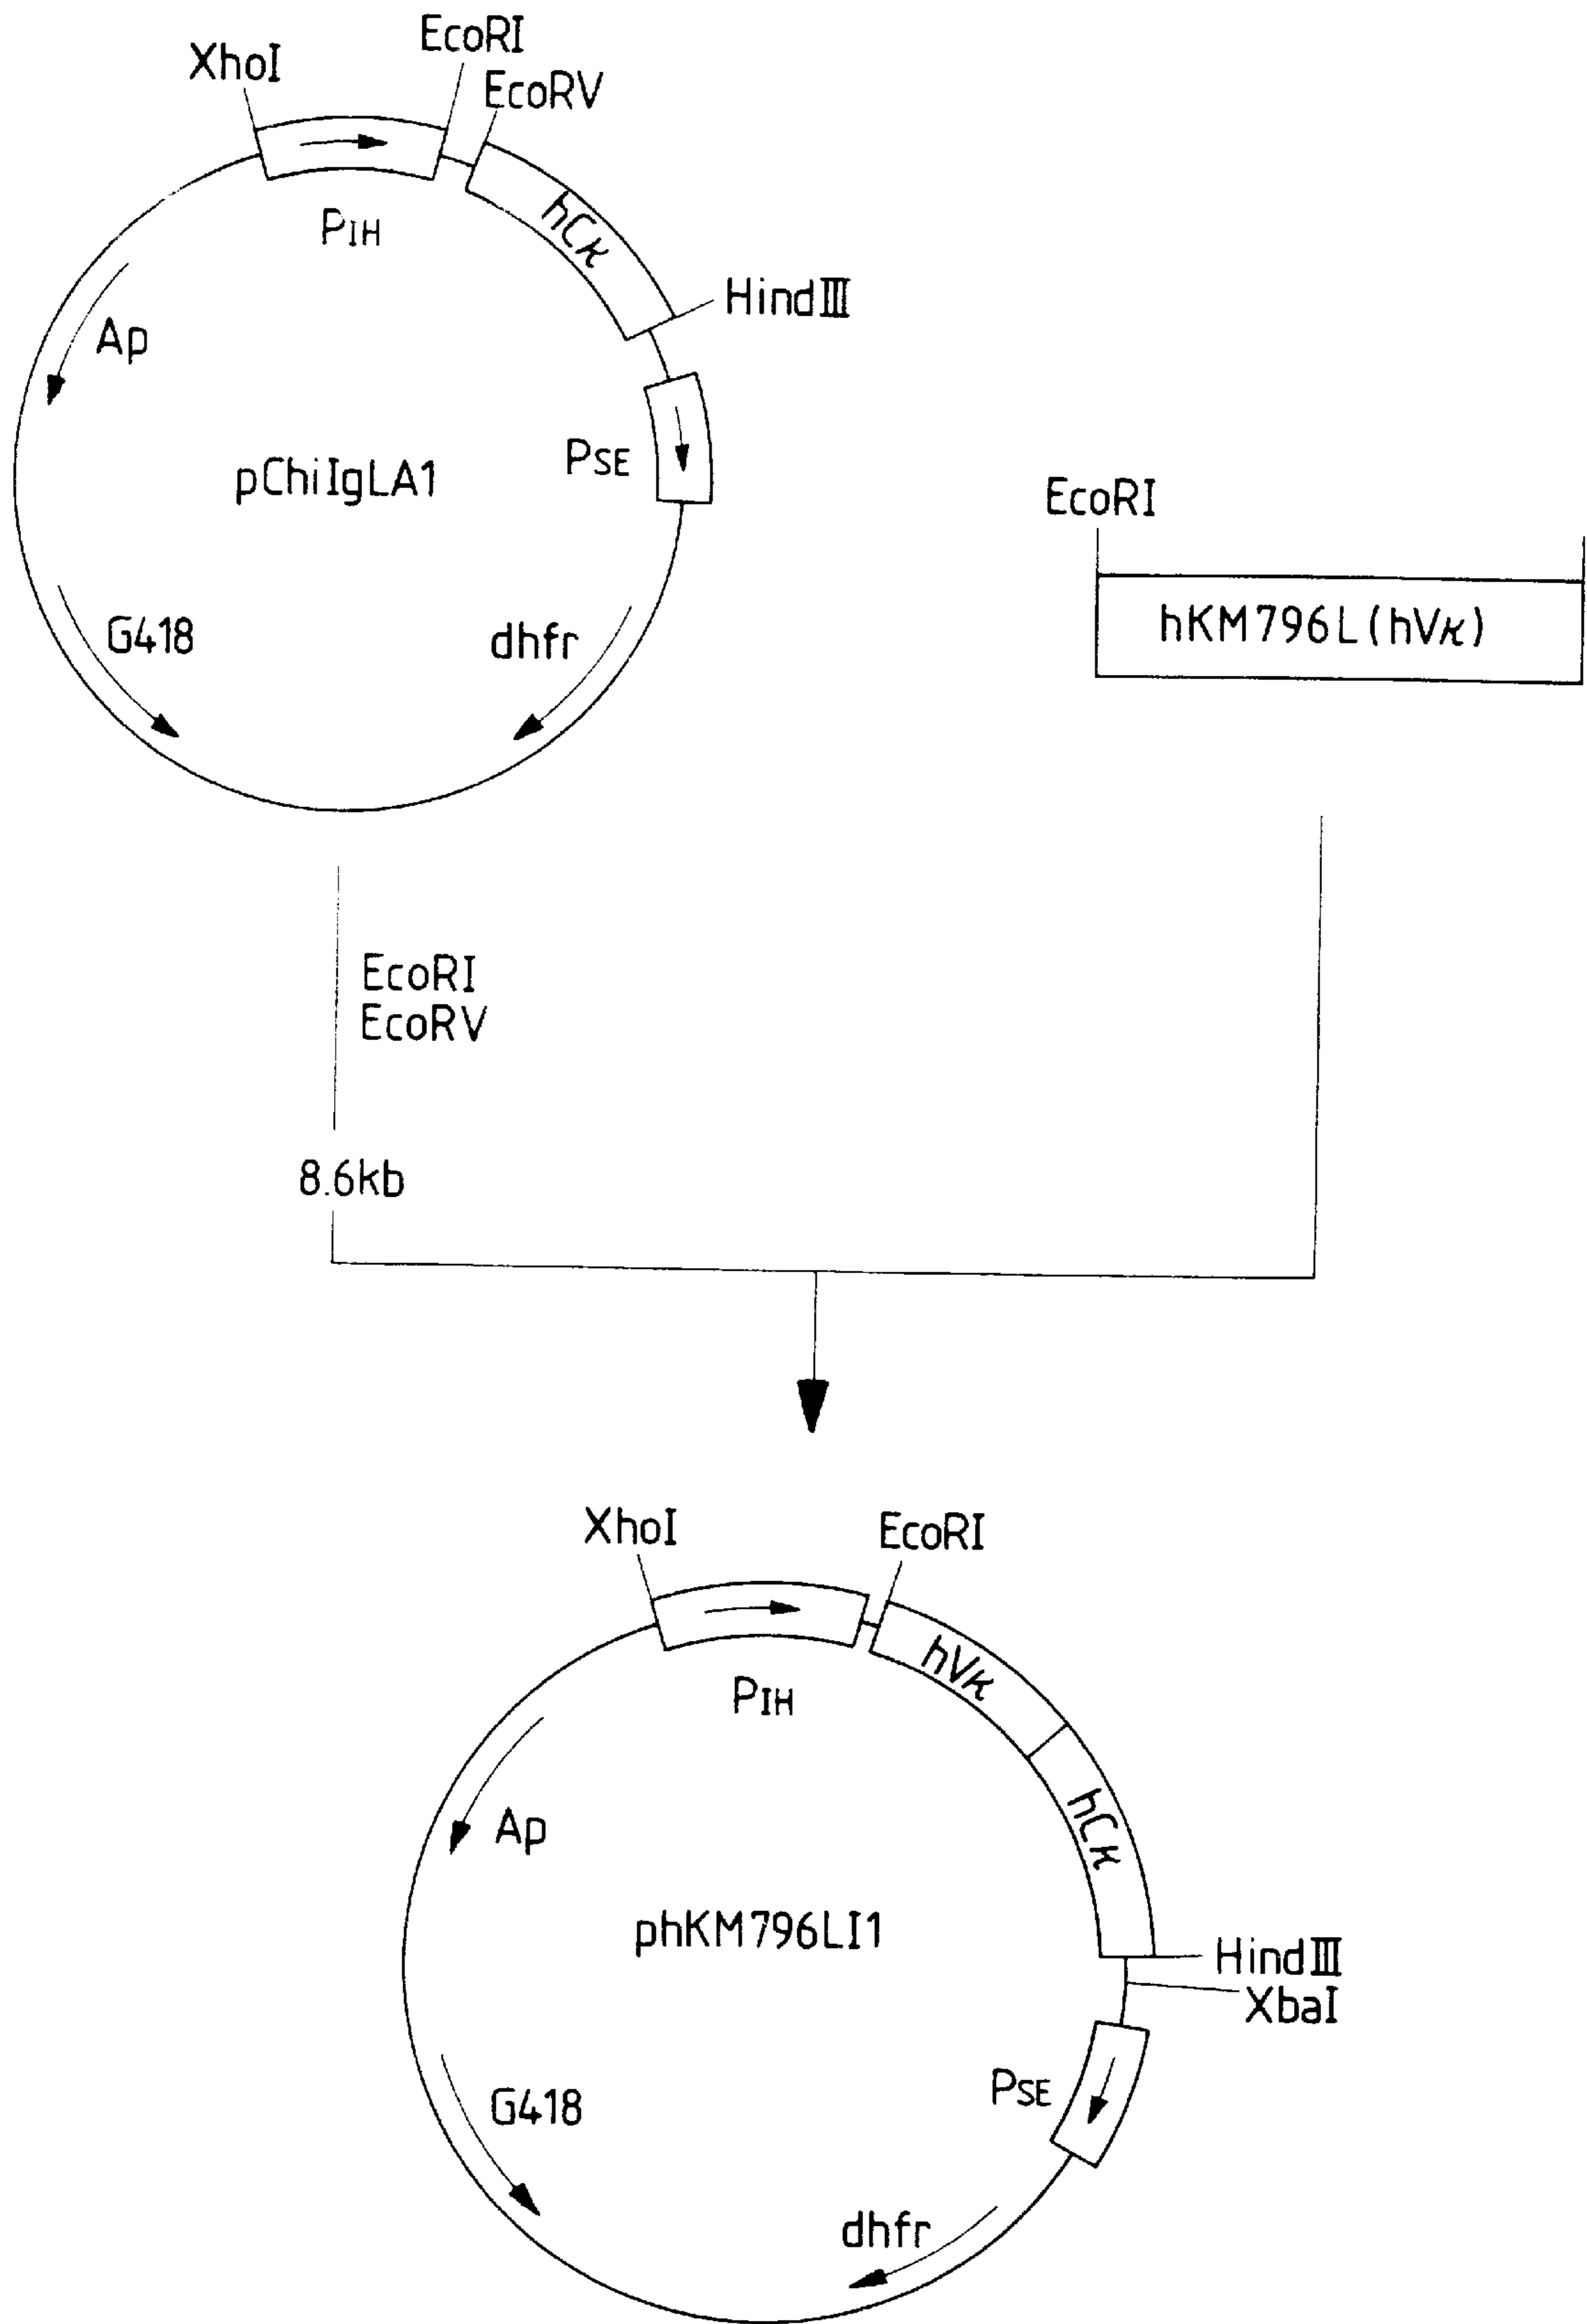 XhoI
EcoRI
EcoRV
PIH
hCκ
HindIII
Ap
PSE
pChiIgLA1
G418
dhfr
EcoRI
hKM796L(hVκ)
EcoRI
EcoRV
8.6kb
XhoI
EcoRI
PIH
hVκ
hCκ
Ap
phKM796LI1
HindIII
XbaI
PSE
G418
dhfr